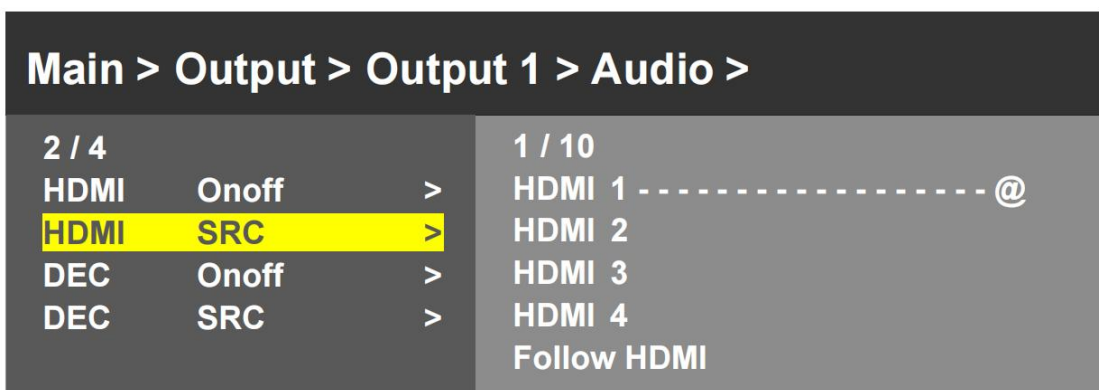 Main > Output > Output 1 > Audio >
2 / 4
HDMI Onoff >
HDMI SRC >
DEC Onoff >
DEC SRC >
1 / 10
HDMI 1 - - - - - - - - - - - - - - - - - - @
HDMI 2
HDMI 3
HDMI 4
Follow HDMI